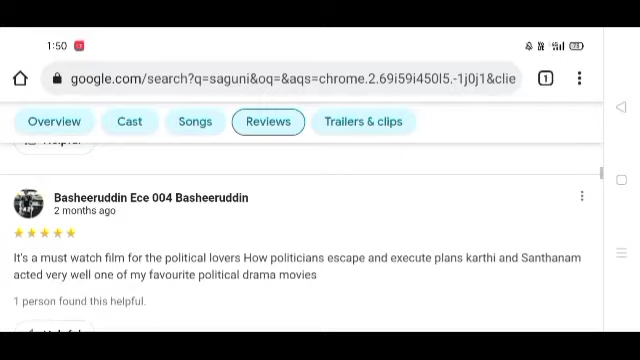 1:50
73
google.com/search?q=saguni&oq=&aqs=chrome.2.69i59i450l5.-1j0j1&clie
1
Overview
Cast
Songs
Reviews
Trailers & clips
Basheeruddin Ece 004 Basheeruddin
2 months ago
It's a must watch film for the political lovers How politicians escape and execute plans karthi and Santhanam
acted very well one of my favourite political drama movies
1 person found this helpful.